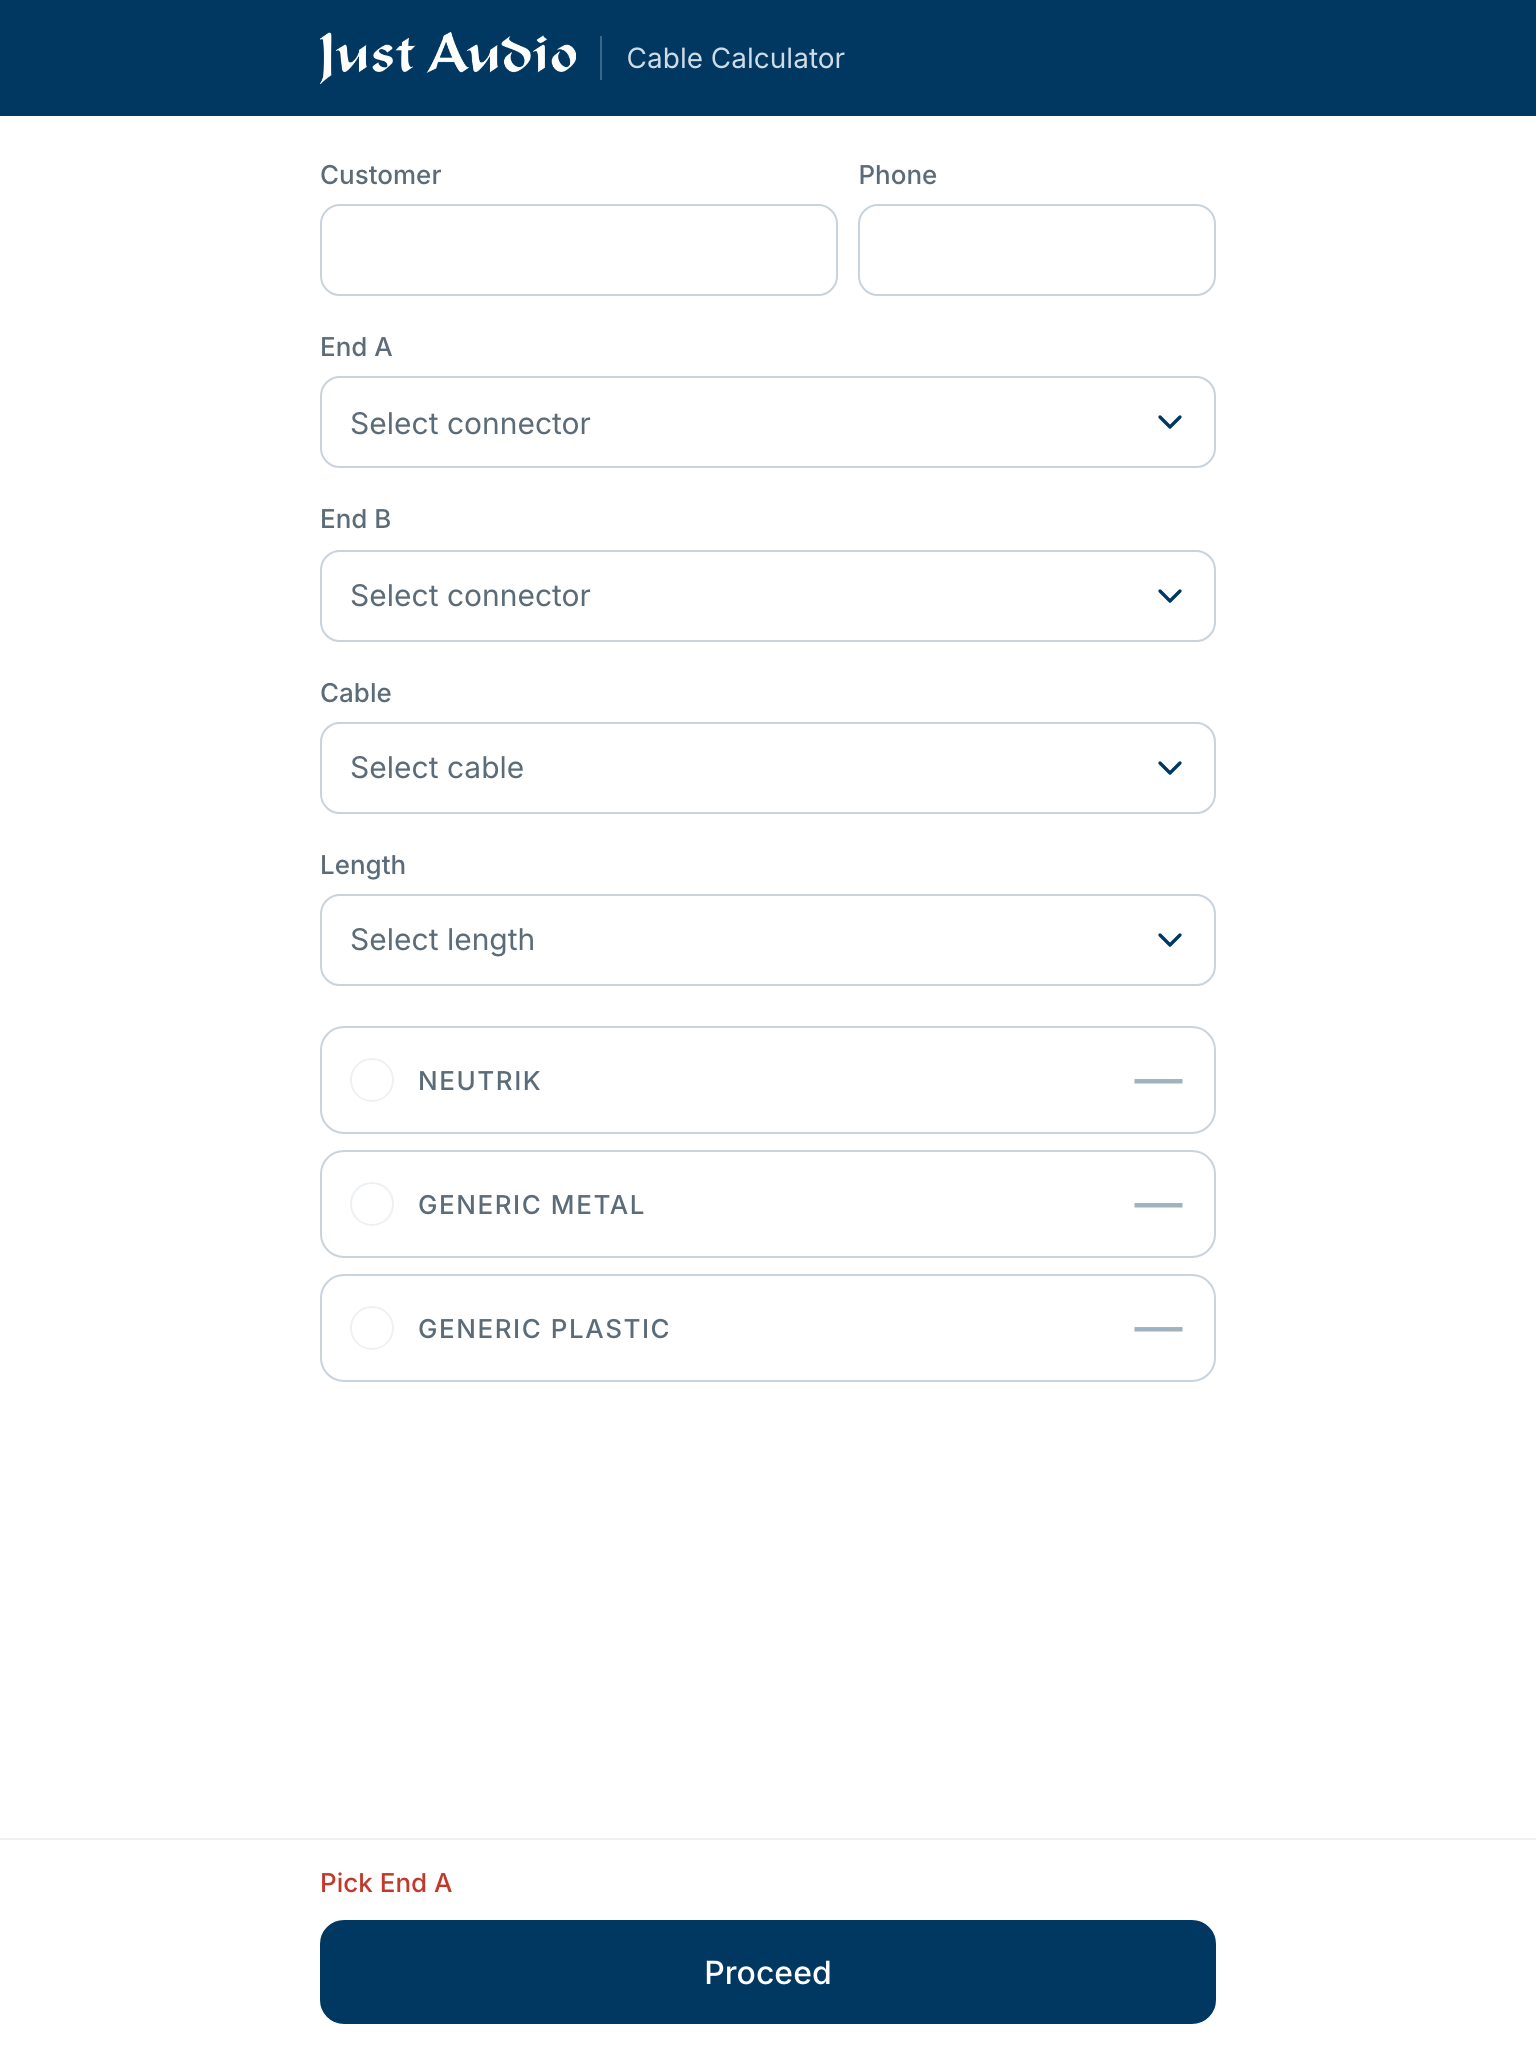 Just Audio
Cable Calculator
Customer
Phone
End A
Select connector
End B
Select connector
Cable
Select cable
Length
Select length
NEUTRIK
GENERIC METAL
GENERIC PLASTIC
Pick End A
Proceed